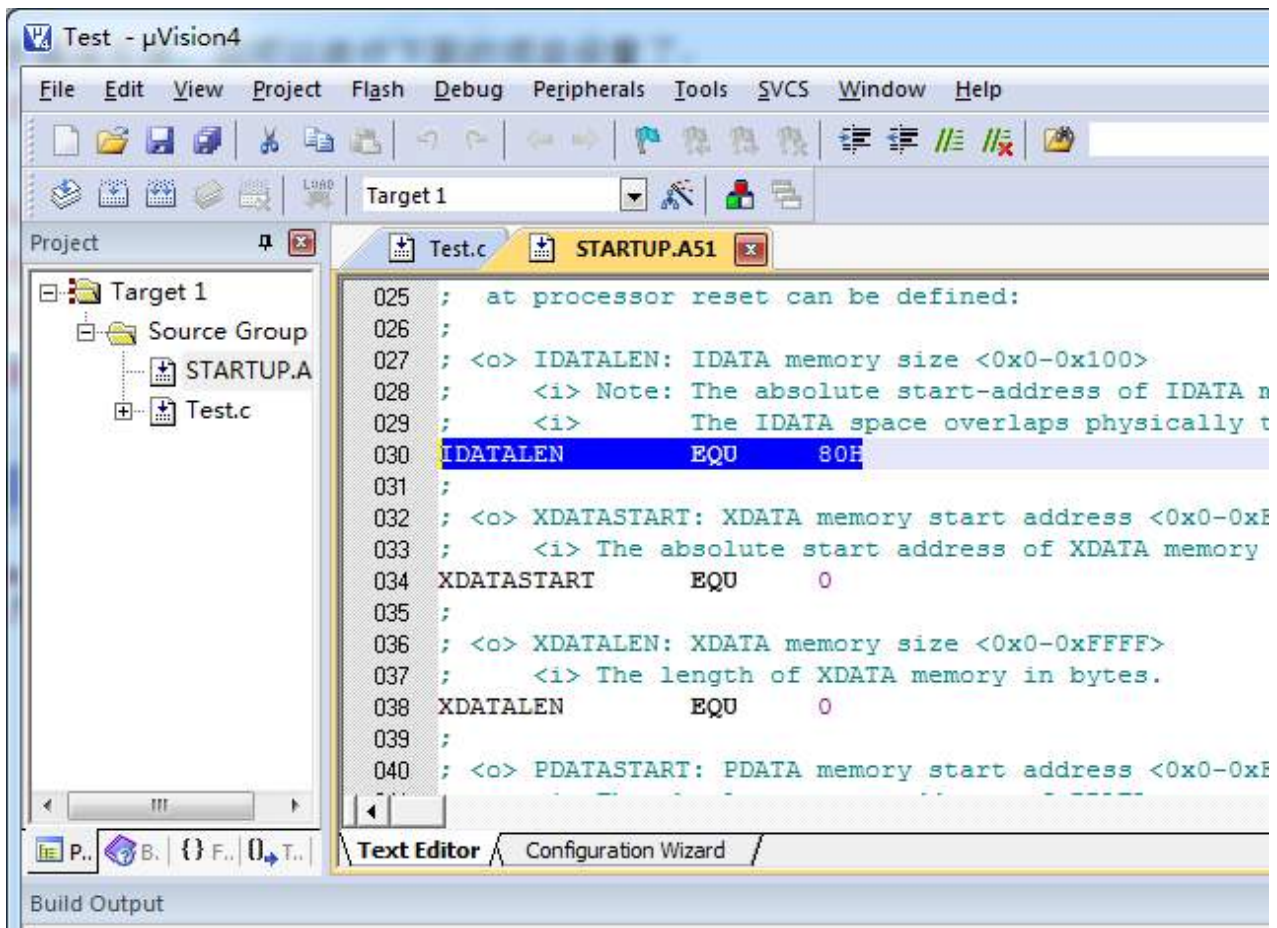 Test - µVision4
File Edit View Project Flash Debug Peripherals Tools SVCS Window Help
LOAD Target 1
Project
Test.c STARTUP.A51
Target 1
Source Group
STARTUP.A
Test.c
025 ;  at processor reset can be defined:
026 ;
027 ; <o> IDATALEN: IDATA memory size <0x0-0x100>
028 ;     <i> Note: The absolute start-address of IDATA
029 ;     <i>       The IDATA space overlaps physically
030 IDATALEN        EQU     80H
031 ;
032 ; <o> XDATASTART: XDATA memory start address <0x0-0x
033 ;     <i> The absolute start address of XDATA memory
034 XDATASTART      EQU     0
035 ;
036 ; <o> XDATALEN: XDATA memory size <0x0-0xFFFF>
037 ;     <i> The length of XDATA memory in bytes.
038 XDATALEN        EQU     0
039 ;
040 ; <o> PDATASTART: PDATA memory start address <0x0-0x
P.. B. {} F.. 0 T..
Text Editor Configuration Wizard
Build Output